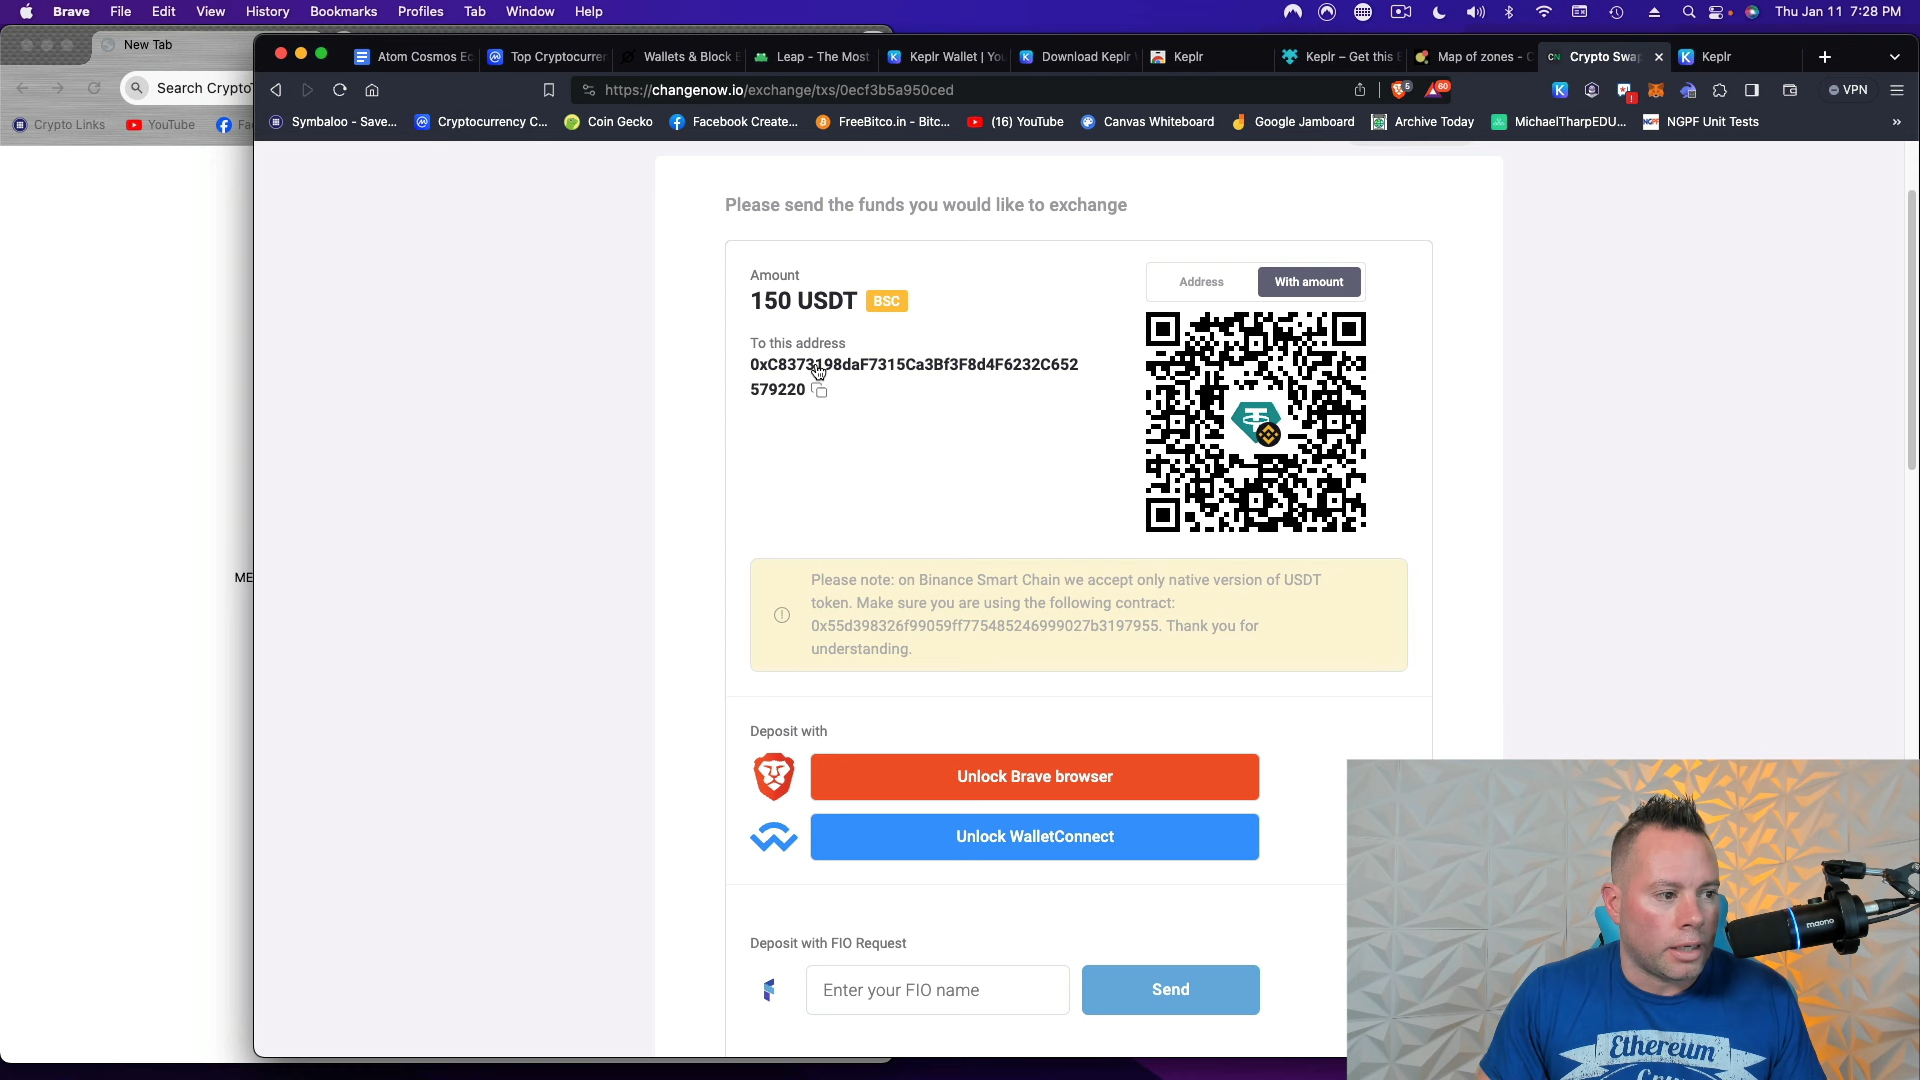 Brave File Edit View History Bookmarks Profiles Tab Window Help
Thu Jan 11 7:28 PM
New Tab
Atom Cosmos Ec
Top Cryptocurrer
Wallets & Block E
Leap - The Most
Keplr Wallet | You
Download Keplr
Keplr
Keplr – Get this E
Map of zones - C
Crypto Swap
Keplr
Search Crypto
https://changenow.io/exchange/txs/0ecf3b5a950ced
5
60
VPN
Crypto Links
YouTube
Fa
Symbaloo - Save...
Cryptocurrency C...
Coin Gecko
Facebook Create...
FreeBitco.in - Bitc...
(16) YouTube
Canvas Whiteboard
Google Jamboard
Archive Today
MichaelTharpEDU...
NGPF Unit Tests
Please send the funds you would like to exchange
Amount
150 USDT BSC
Address
With amount
To this address
0xC8373198daF7315Ca3Bf3F8d4F6232C652
579220
ME
Please note: on Binance Smart Chain we accept only native version of USDT
token. Make sure you are using the following contract:
0x55d398326f99059ff775485246999027b3197955. Thank you for
understanding.
Deposit with
Unlock Brave browser
Unlock WalletConnect
Deposit with FIO Request
Enter your FIO name
Send
maono
Ethereum